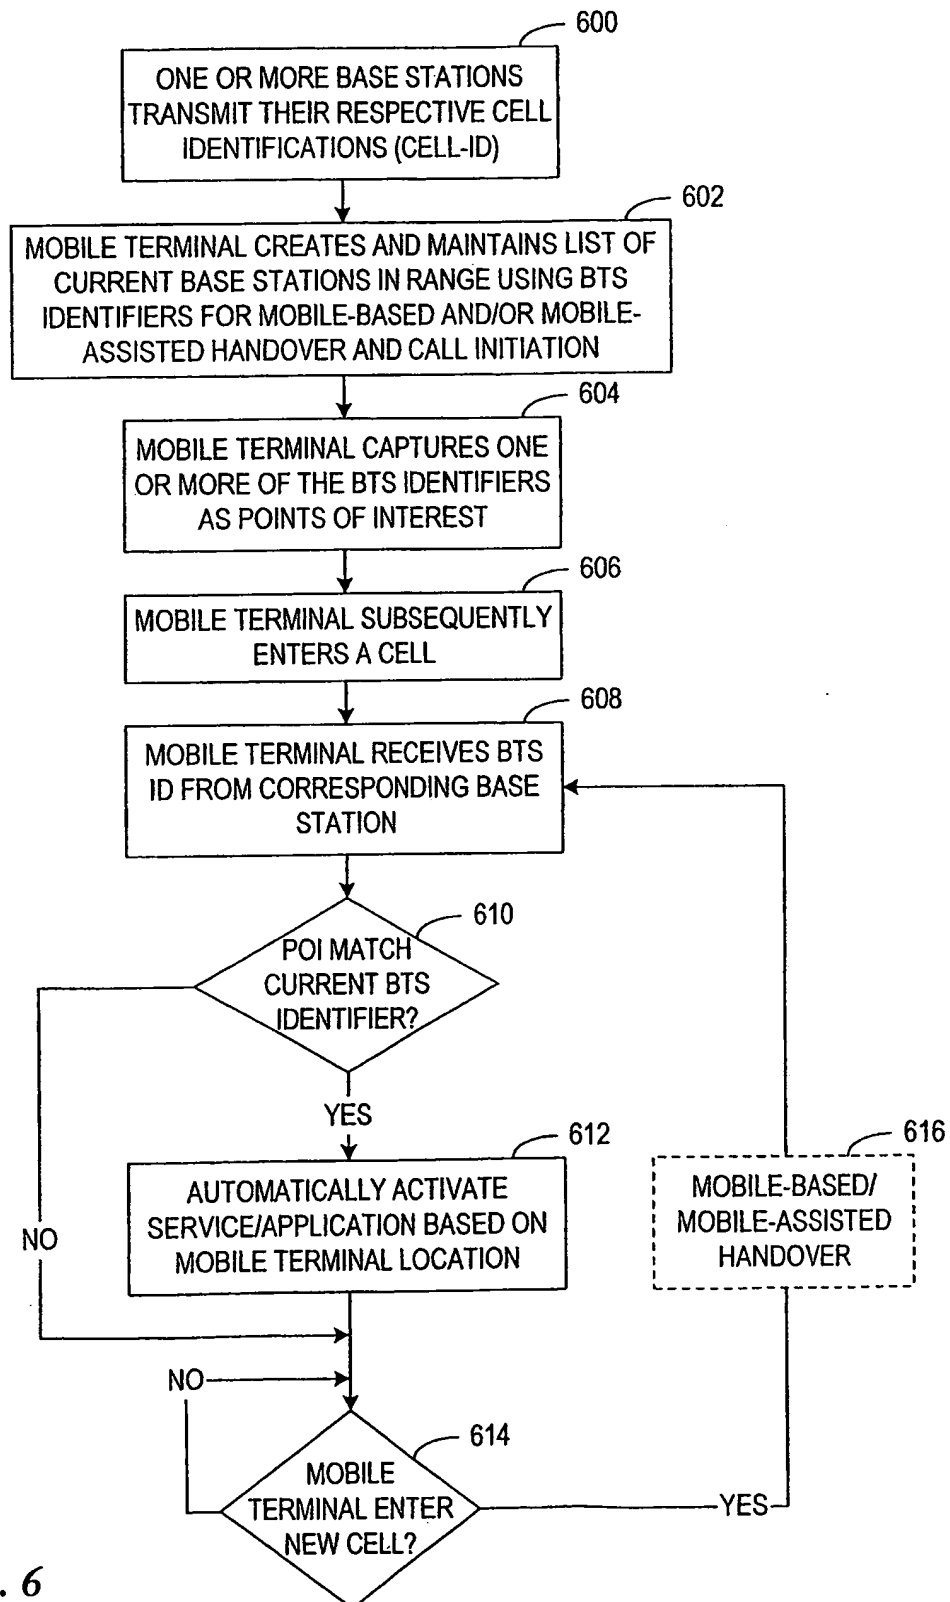 600
ONE OR MORE BASE STATIONS
TRANSMIT THEIR RESPECTIVE CELL
IDENTIFICATIONS (CELL-ID)
602
MOBILE TERMINAL CREATES AND MAINTAINS LIST OF
CURRENT BASE STATIONS IN RANGE USING BTS
IDENTIFIERS FOR MOBILE-BASED AND/OR MOBILE-
ASSISTED HANDOVER AND CALL INITIATION
604
MOBILE TERMINAL CAPTURES ONE
OR MORE OF THE BTS IDENTIFIERS
AS POINTS OF INTEREST
606
MOBILE TERMINAL SUBSEQUENTLY
ENTERS A CELL
608
MOBILE TERMINAL RECEIVES BTS
ID FROM CORRESPONDING BASE
STATION
610
POI MATCH
CURRENT BTS
IDENTIFIER?
YES
612
AUTOMATICALLY ACTIVATE
SERVICE/APPLICATION BASED ON
MOBILE TERMINAL LOCATION
616
MOBILE-BASED/
MOBILE-ASSISTED
HANDOVER
NO
NO
614
MOBILE
TERMINAL ENTER
NEW CELL?
YES
. 6